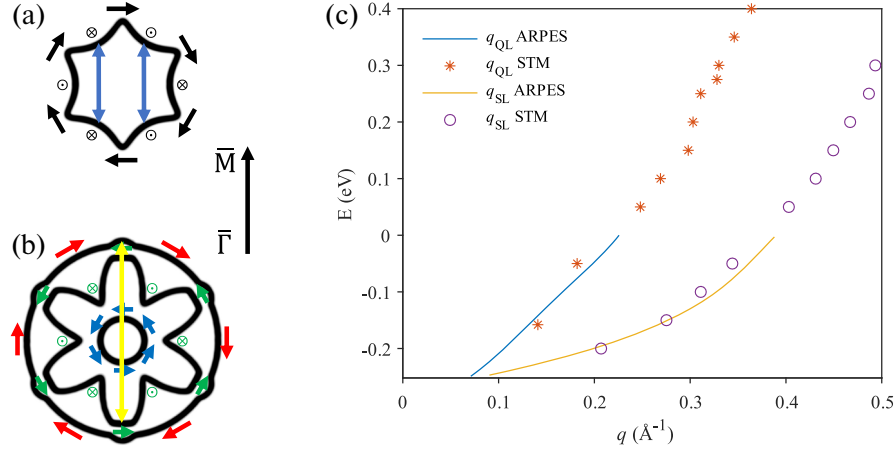 (a)
(b)
M̅
Γ̅
(c)
q_QL ARPES
q_QL STM
q_SL ARPES
q_SL STM
E (eV)
0.4
0.3
0.2
0.1
0
-0.1
-0.2
0 0.1 0.2 0.3 0.4 0.5
q (Å⁻¹)